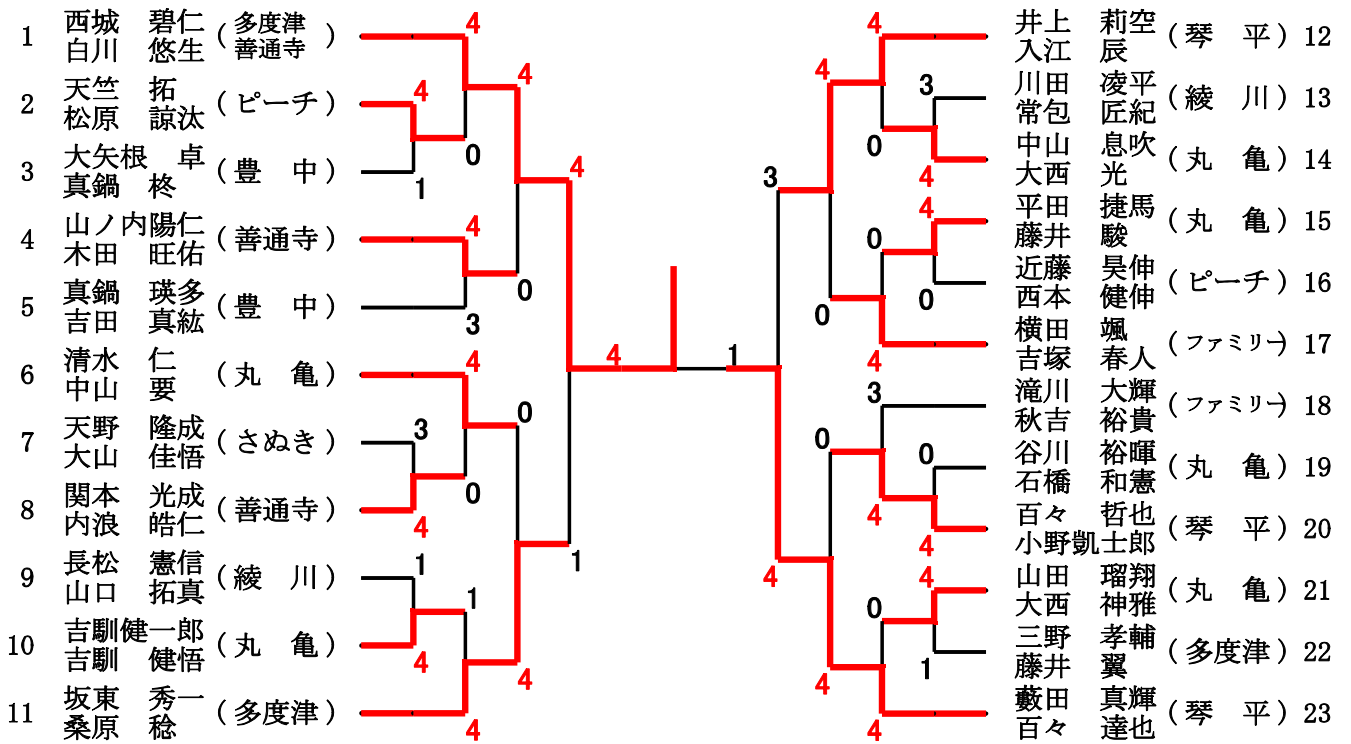 1 西城 碧仁 (多度津
白川 悠生 善通寺)
2 天竺 拓 (ピーチ)
松原 諒汰
3 大矢根 卓 (豊 中)
真鍋 柊
4 山ノ内陽仁 (善通寺)
木田 旺佑
5 真鍋 瑛多 (豊 中)
吉田 真紘
6 清水 仁 (丸 亀)
中山 要
7 天野 隆成 (さぬき)
大山 佳悟
8 関本 光成 (善通寺)
内浪 皓仁
9 長松 憲信 (綾 川)
山口 拓真
10 吉馴健一郎 (丸 亀)
吉馴 健悟
11 坂東 秀一 (多度津)
桑原 稔
4
4
1
0
4
4
3
0
4
4
3
4
0
0
1
4
1
4
4
1
4
1
3
4
4
0
3
4
4
0
0
4
0
3
0
4
4
0
4
1
0
4
4
井上 莉空 (琴 平) 12
入江 辰
川田 凌平 (綾 川) 13
常包 匠紀
中山 息吹 (丸 亀) 14
大西 光
平田 捷馬 (丸 亀) 15
藤井 駿
近藤 昊伸 (ピーチ) 16
西本 健伸
横田 颯 (ファミリー) 17
吉塚 春人
滝川 大輝 (ファミリー) 18
秋吉 裕貴
谷川 裕暉 (丸 亀) 19
石橋 和憲
百々 哲也 (琴 平) 20
小野凱士郎
山田 瑠翔 (丸 亀) 21
大西 神雅
三野 孝輔 (多度津) 22
藤井 翼
藪田 真輝 (琴 平) 23
百々 達也